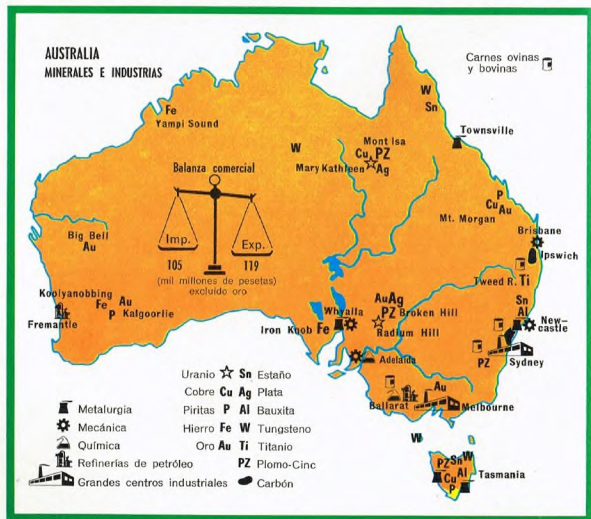 AUSTRALIA
MINERALES E INDUSTRIAS
Carnes ovinas
y bovinas
Fe
Yampi Sound
W
Sn
Townsville
W
Mont Isa
Cu PZ
Mary Kathleen Ag
Balanza comercial
Imp. Exp.
105 119
(mil millones de pesetas)
excluido oro
P
Cu Au
Mt. Morgan
Brisbane
Ipswich
Big Bell
Au
Tweed R. Ti
Koolyanobbing
Fe Au
P Kalgoorlie
Fremantle
Au Ag
PZ Broken Hill
Radium Hill
Whyalla
Iron Knob Fe
Sn
Al
New-
castle
PZ Sydney
Adelaida
Au
Ballarat Melbourne
W
PZ Sn W
Cu Al
P
Tasmania
Uranio Sn Estaño
Cobre Cu Ag Plata
Piritas P Al Bauxita
Hierro Fe W Tungsteno
Oro Au Ti Titanio
PZ Plomo-Cinc
Carbón
Metalurgia
Mecánica
Química
Refinerías de petróleo
Grandes centros industriales